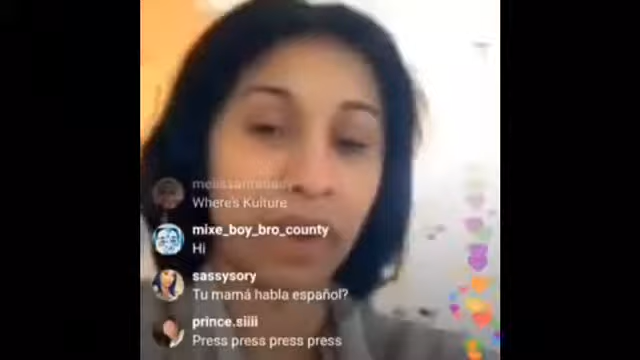 Where's Kulture
mixe_boy_bro_county
Hi
sassysory
Tu mamá habla español?
prince.siiii
Press press press press